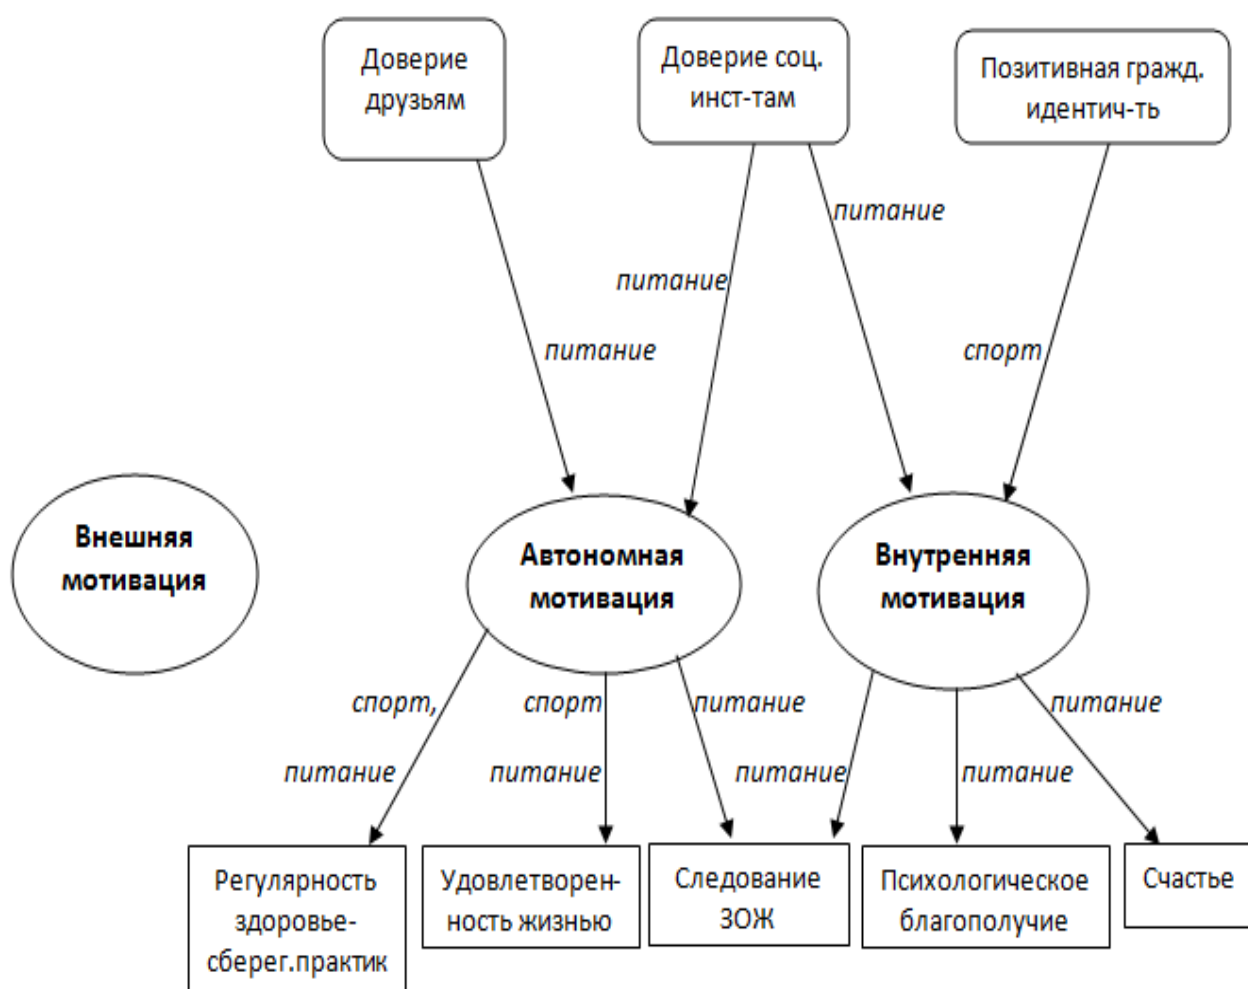 Доверие
друзьям
Доверие соц.
инст-там
Позитивная гражд.
идентич-ть
питание
питание
питание
спорт
Внешняя
мотивация
Автономная
мотивация
Внутренняя
мотивация
спорт,
питание
спорт
питание
питание
питание
питание
питание
Регулярность
здоровье-
сберег.практик
Удовлетворен-
ность жизнью
Следование
ЗОЖ
Психологическое
благополучие
Счастье